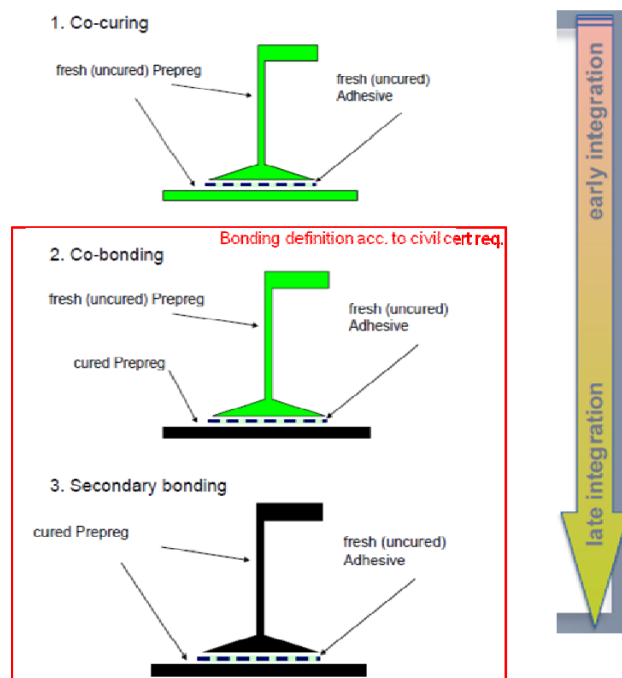 1. Co-curing
fresh (uncured) Prepreg
fresh (uncured)
Adhesive
early integration
Bonding definition acc. to civil cert req.
2. Co-bonding
fresh (uncured) Prepreg
fresh (uncured)
Adhesive
cured Prepreg
late integration
3. Secondary bonding
cured Prepreg
fresh (uncured)
Adhesive